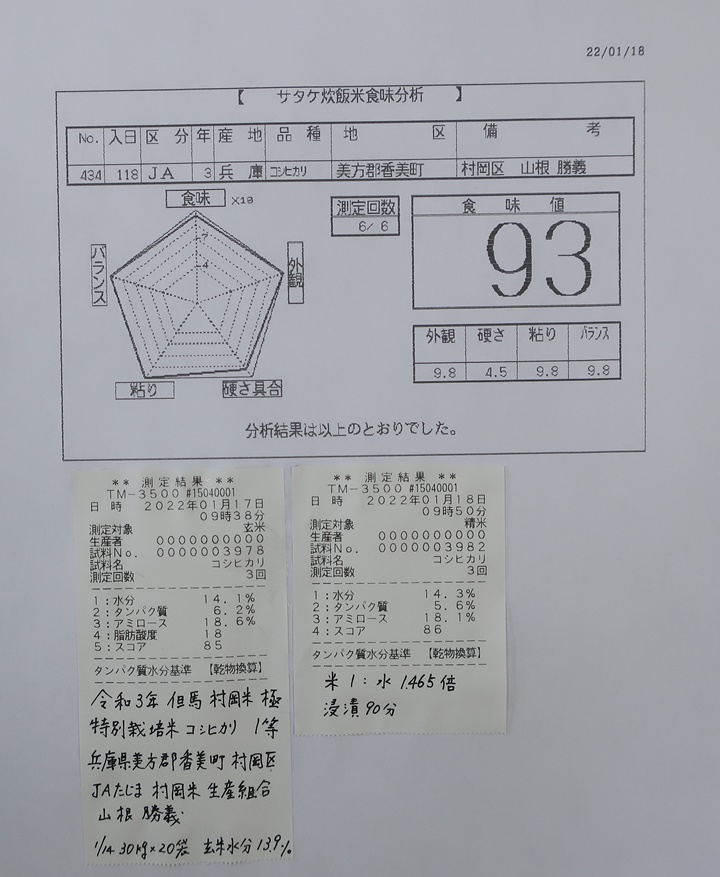 22/01/18
【 サタケ炊飯米食味分析 】
No. 入日 区分 年 産地 品種 地区 備考
434 118 JA 3 兵庫 コシヒカリ 美方郡香美町 村岡区 山根 勝義
食味 X10
7
4
外観
硬さ具合
粘り
バランス
測定回数
6/ 6
食味値
93
外観 硬さ 粘り バランス
9.8 4.5 9.8 9.8
分析結果は以上のとおりでした。
** 測定結果 **
TM-3500 #15040001
日時 2022年01月17日
09時38分
測定対象 玄米
生産者 0000000000
試料No. 0000003978
試料名 コシヒカリ
測定回数 3回
1:水分 14.1%
2:タンパク質 6.2%
3:アミロース 18.6%
4:脂肪酸度 18
5:スコア 85
タンパク質水分基準 【乾物換算】
令和3年 但馬 村岡米 極
特別栽培米 コシヒカリ 1等
兵庫県美方郡香美町 村岡区
JAたじま 村岡米 生産組合
山根 勝義
1/14 30kg×20袋 玄米水分 13.9%
** 測定結果 **
TM-3500 #15040001
日時 2022年01月18日
09時50分
測定対象 精米
生産者 0000000000
試料No. 0000003982
試料名 コシヒカリ
測定回数 3回
1:水分 14.3%
2:タンパク質 5.6%
3:アミロース 18.1%
4:スコア 86
タンパク質水分基準 【乾物換算】
米 1:水 1.465倍
浸漬 90分